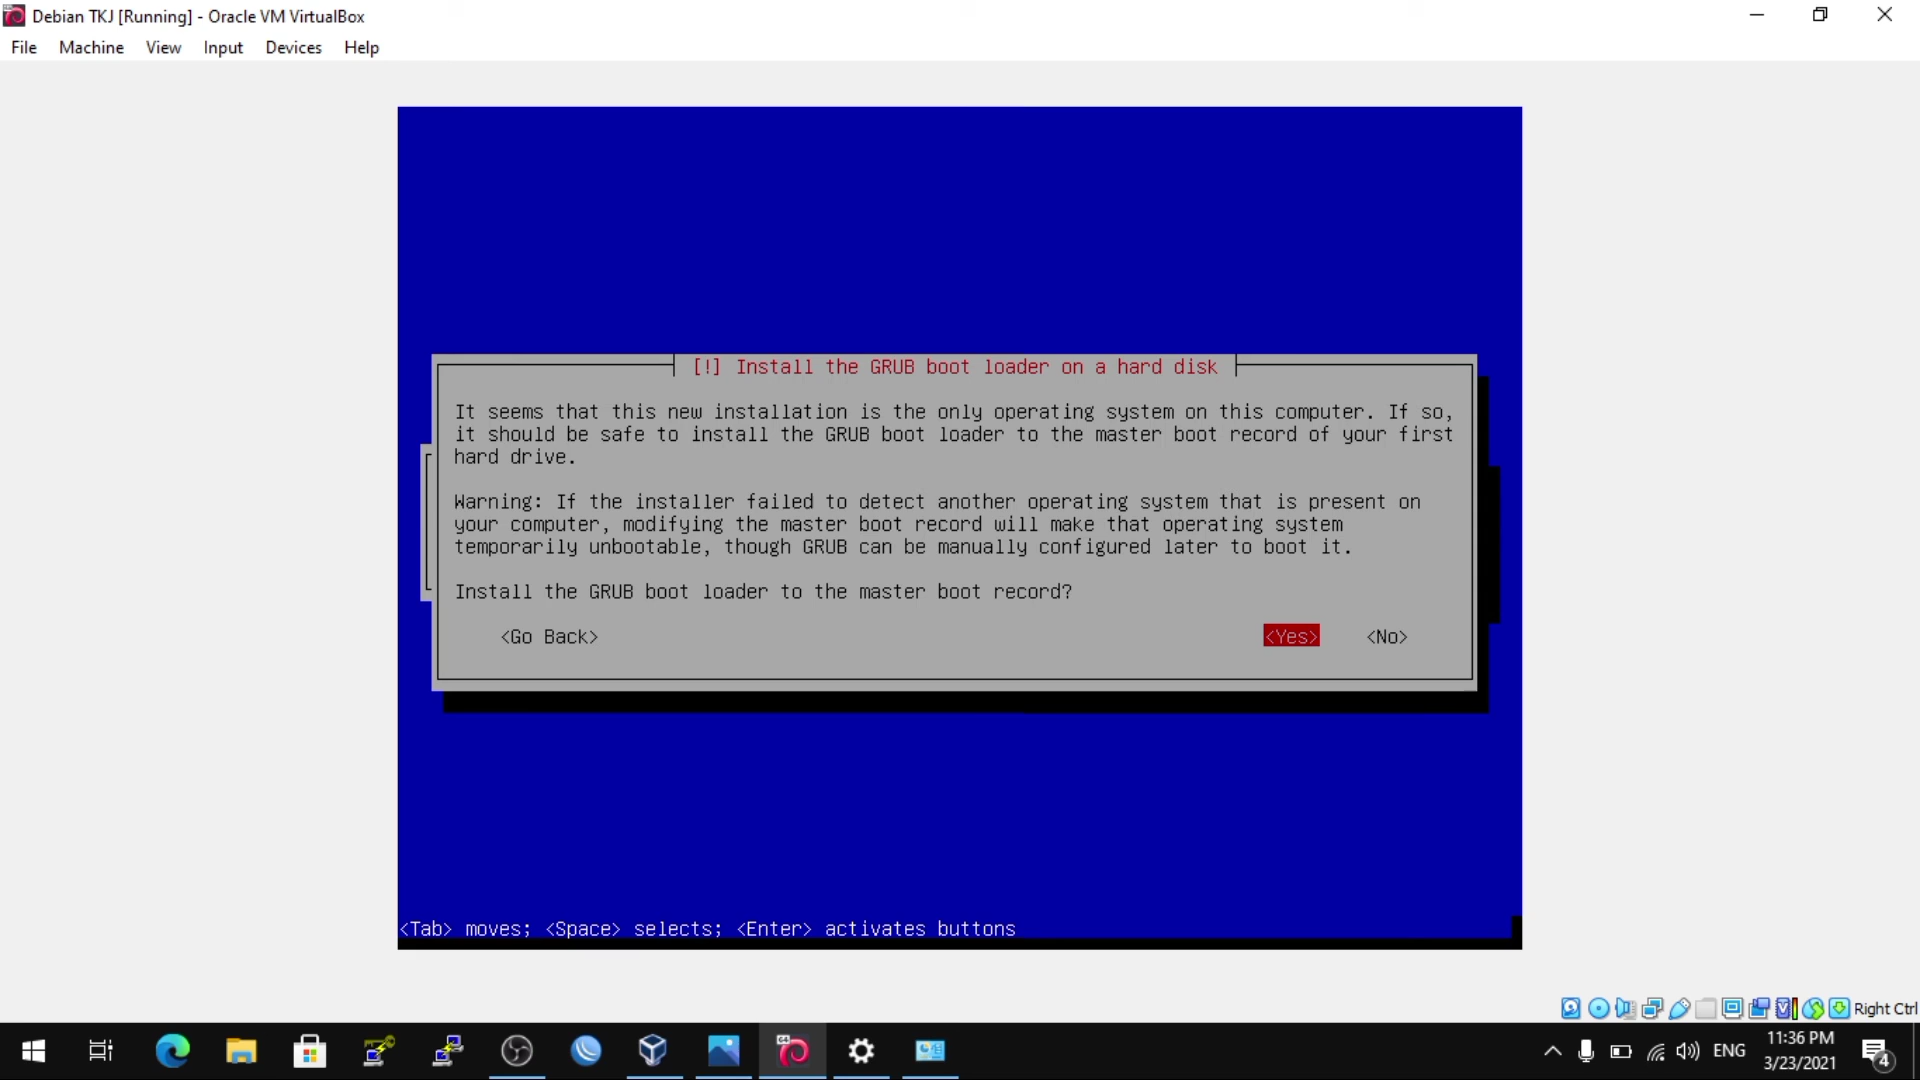 Debian TKJ [Running] - Oracle VM VirtualBox
File Machine View Input Devices Help
[!] Install the GRUB boot loader on a hard disk
It seems that this new installation is the only operating system on this computer. If so,
it should be safe to install the GRUB boot loader to the master boot record of your first
hard drive.
Warning: If the installer failed to detect another operating system that is present on
your computer, modifying the master boot record will make that operating system
temporarily unbootable, though GRUB can be manually configured later to boot it.
Install the GRUB boot loader to the master boot record?
<Go Back> <Yes> <No>
<Tab> moves; <Space> selects; <Enter> activates buttons
Right Ctrl
64
ENG
11:36 PM
3/23/2021
4